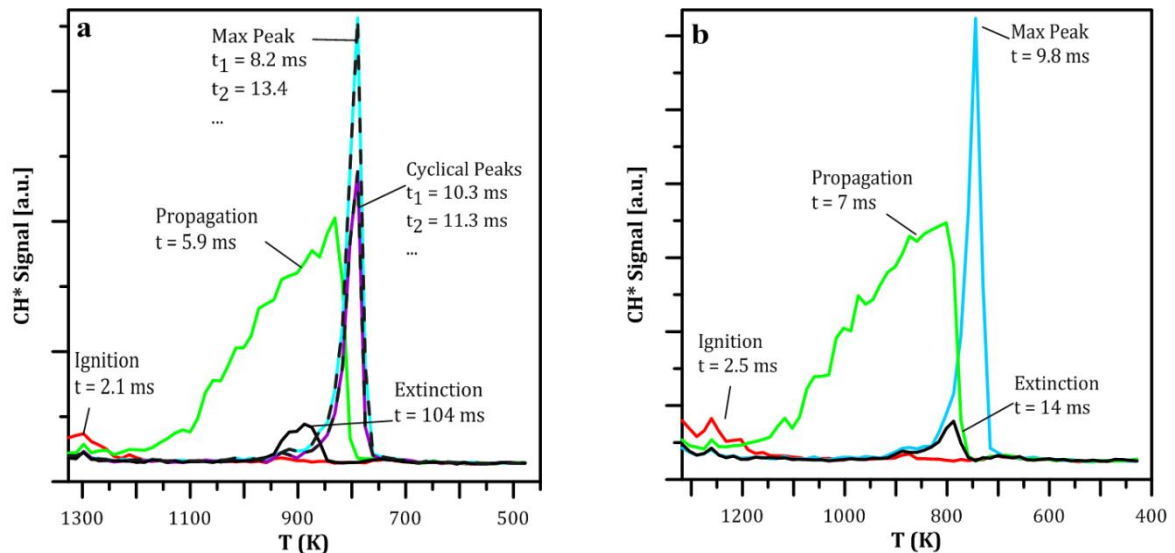 a
Max Peak
t1 = 8.2 ms
t2 = 13.4
...
Cyclical Peaks
t1 = 10.3 ms
t2 = 11.3 ms
...
Propagation
t = 5.9 ms
Ignition
t = 2.1 ms
Extinction
t = 104 ms
CH* Signal [a.u.]
1300 1100 900 700 500
T (K)
b
Max Peak
t = 9.8 ms
Propagation
t = 7 ms
Ignition
t = 2.5 ms
Extinction
t = 14 ms
CH* Signal [a.u.]
1200 1000 800 600 400
T (K)